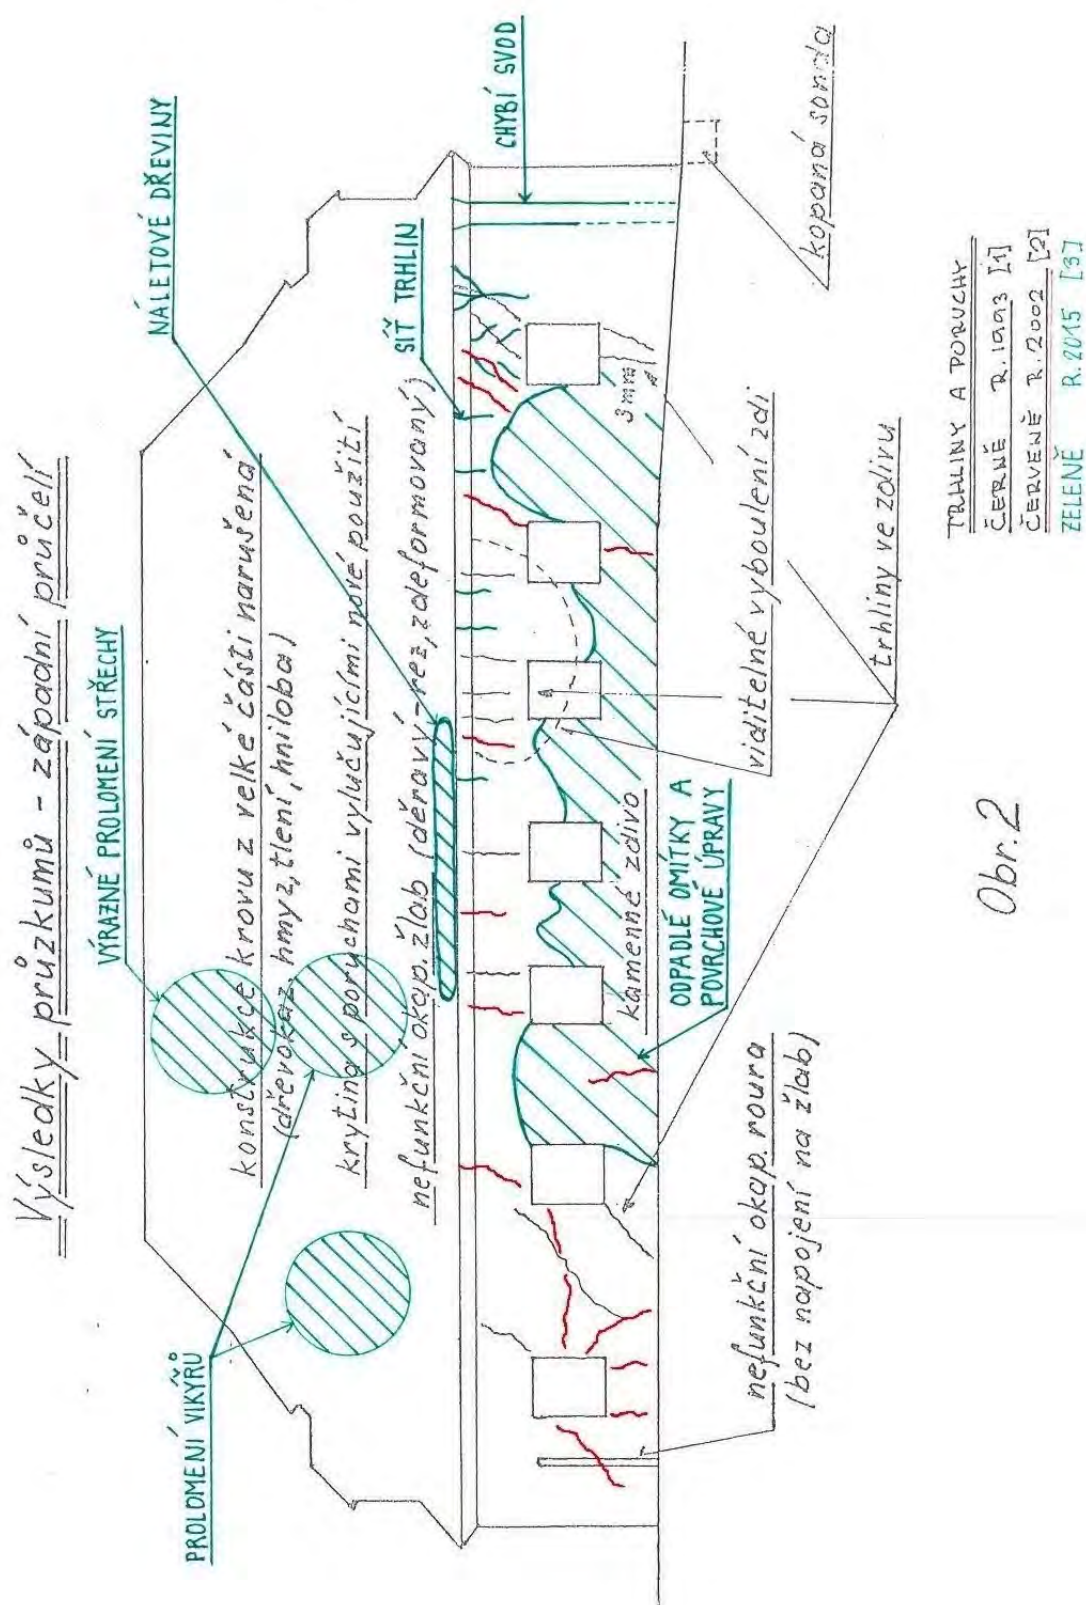 Výsledky průzkumů - západní průčelí
VÝRAZNÉ PROLOMENÍ STŘECHY
NÁLETOVÉ DŘEVINY
PROLOMENÍ VIKÝŘŮ
konstrukce krovu z velké části narušená
(dřevokaz. hmyz, tlení, hniloba)
krytina s poruchami vylučujícími nové použití
nefunkční okap. žlab (děravý - rez, zdeformovaný)
SÍŤ TRHLIN
CHYBÍ SVOD
3 mm
kamenné zdivo
ODPADLÉ OMÍTKY A
POVRCHOVÉ ÚPRAVY
viditelné vyboulení zdi
kopaná sonda
nefunkční okap. roura
(bez napojení na žlab)
trhliny ve zdivu
TRHLINY A PORUCHY
ČERNĚ R. 1993 [1]
ČERVENĚ R. 2002 [2]
ZELENĚ R. 2015 [3]
Obr. 2